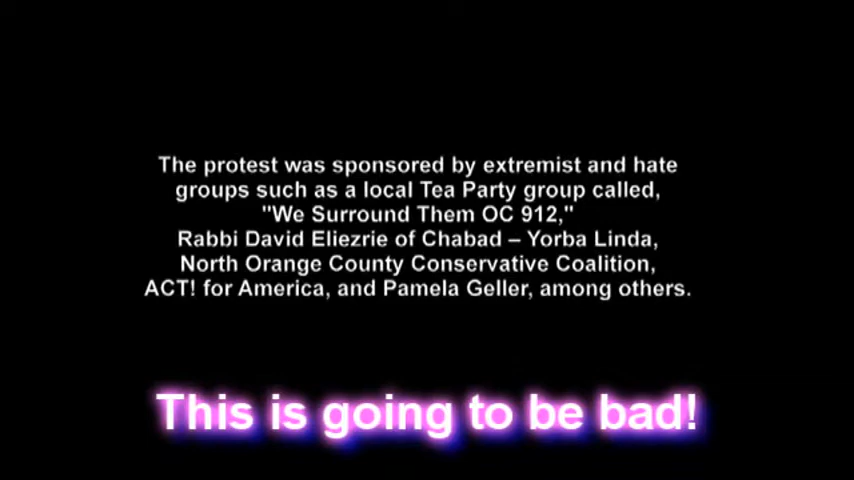 The protest was sponsored by extremist and hate
groups such as a local Tea Party group called,
"We Surround Them OC 912,"
Rabbi David Eliezrie of Chabad – Yorba Linda,
North Orange County Conservative Coalition,
ACT! for America, and Pamela Geller, among others.
This is going to be bad!